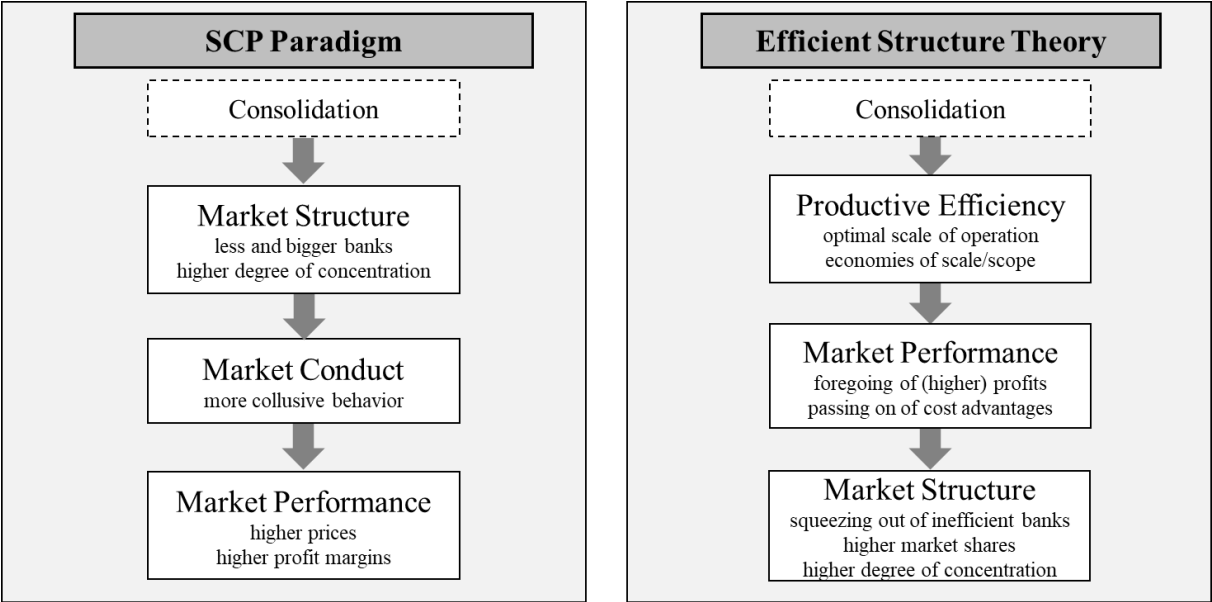 SCP Paradigm
Consolidation
Market Structure
less and bigger banks
higher degree of concentration
Market Conduct
more collusive behavior
Market Performance
higher prices
higher profit margins
Efficient Structure Theory
Consolidation
Productive Efficiency
optimal scale of operation
economies of scale/scope
Market Performance
foregoing of (higher) profits
passing on of cost advantages
Market Structure
squeezing out of inefficient banks
higher market shares
higher degree of concentration